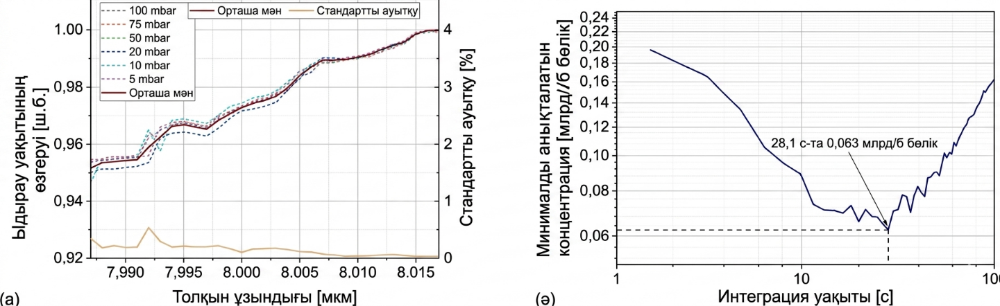 100 mbar
75 mbar
50 mbar
20 mbar
10 mbar
5 mbar
Орташа мән
Орташа мән
Стандартты ауытқу
1.00
0.98
0.96
0.94
0.92
Ыдырау уақытының
өзгеруі [ш.б.]
4
3
2
1
0
Стандартты ауытқу [%]
7,990
7,995
8.000
8.005
8.010
8.015
Толқын ұзындығы [мкм]
(а)
0,24
0,22
0,20
0,18
0,16
0,14
0,12
0,10
0,08
0,06
Минималды анықталатын
концентрация [млрд//б бөлік]
28,1 с-та 0,063 млрд/б бөлік
1
10
100
Интеграция уақыты [с]
(ә)